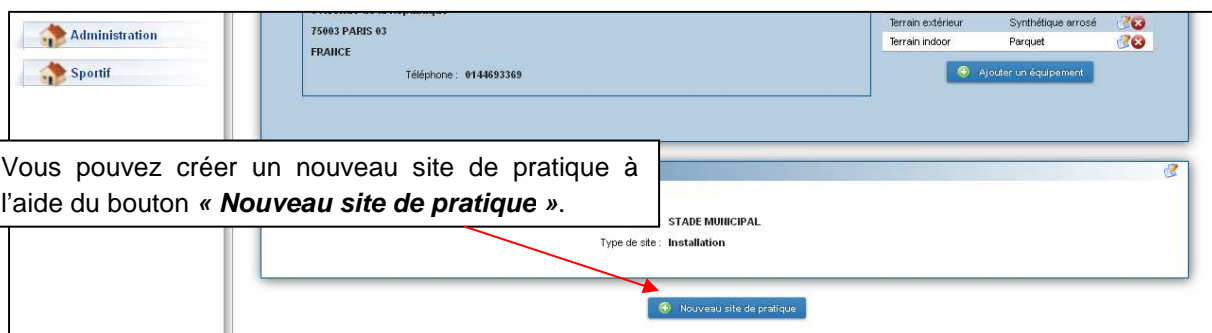 Administration
Sportif
75003 PARIS 03
FRANCE
Téléphone : 0144693369
Terrain extérieur Synthétique arrosé
Terrain indoor Parquet
Ajouter un équipement
Vous pouvez créer un nouveau site de pratique à
l'aide du bouton « Nouveau site de pratique ».
STADE MUNICIPAL
Type de site : Installation
Nouveau site de pratique